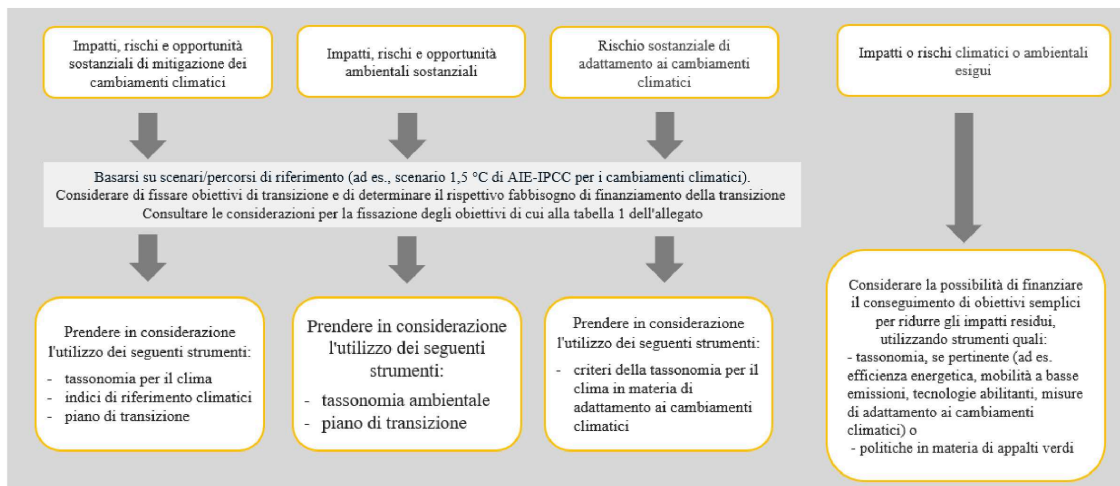 Impatti, rischi e opportunità
sostanziali di mitigazione dei
cambiamenti climatici
Impatti, rischi e opportunità
ambientali sostanziali
Rischio sostanziale di
adattamento ai cambiamenti
climatici
Impatti o rischi climatici o ambientali
esigui
Basarsi su scenari/percorsi di riferimento (ad es., scenario 1,5 °C di AIE-IPCC per i cambiamenti climatici).
Considerare di fissare obiettivi di transizione e di determinare il rispettivo fabbisogno di finanziamento della transizione
Consultare le considerazioni per la fissazione degli obiettivi di cui alla tabella 1 dell'allegato
Prendere in considerazione
l'utilizzo dei seguenti strumenti:
- tassonomia per il clima
- indici di riferimento climatici
- piano di transizione
Prendere in considerazione
l'utilizzo dei seguenti
strumenti:
- tassonomia ambientale
- piano di transizione
Prendere in considerazione
l'utilizzo dei seguenti strumenti:
- criteri della tassonomia per il
clima in materia di
adattamento ai cambiamenti
climatici
Considerare la possibilità di finanziare
il conseguimento di obiettivi semplici
per ridurre gli impatti residui,
utilizzando strumenti quali:
- tassonomia, se pertinente (ad es.
efficienza energetica, mobilità a basse
emissioni, tecnologie abilitanti, misure
di adattamento ai cambiamenti
climatici) o
- politiche in materia di appalti verdi